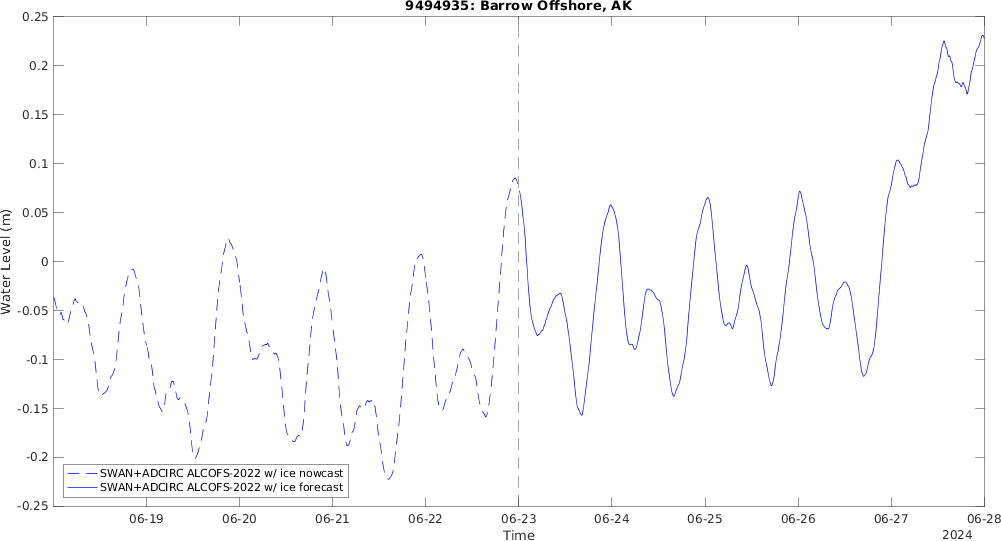 9494935: Barrow Offshore, AK
0.25
0.2
0.15
0.1
0.05
0
-0.05
-0.1
-0.15
-0.2
-0.25
Water Level (m)
SWAN+ADCIRC ALCOFS-2022 w/ ice nowcast
SWAN+ADCIRC ALCOFS-2022 w/ ice forecast
06-19 06-20 06-21 06-22 06-23 06-24 06-25 06-26 06-27 06-28
Time
2024